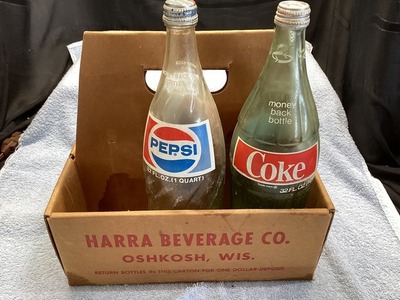 PEPSI
32 FL. OZ. (1 QUART)
money
back
bottle
Coke
32 FL. OZ.
HARRA BEVERAGE CO.
OSHKOSH, WIS.
RETURN BOTTLES IN THIS CARTON FOR ONE DOLLAR DEPOSIT